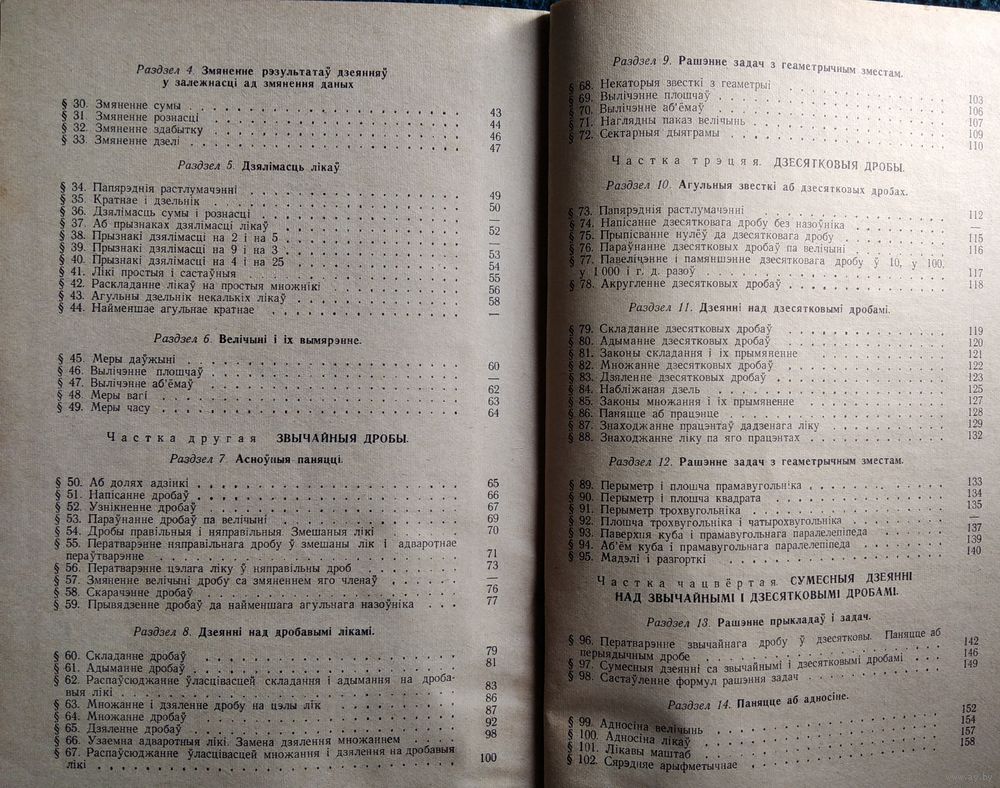 Раздзел 4. Змяненне рэзультатаў дзеянняў
у залежнасці ад змянення даных
§ 30. Змяненне сумы . . . 43
§ 31. Змяненне рознасці . . . 44
§ 32. Змяненне здабытку . . . 46
§ 33. Змяненне дзелі . . . 47
Раздзел 5. Дзялімасць лікаў
§ 34. Папярэднія растлумачэнні . . . 49
§ 35. Кратнае і дзельнік . . . 50
§ 36. Дзялімасць сумы і рознасці . . . —
§ 37. Аб прызнаках дзялімасці лікаў . . . 52
§ 38. Прызнакі дзялімасці на 2 і на 5 . . . —
§ 39. Прызнакі дзялімасці на 9 і на 3 . . . 53
§ 40. Прызнакі дзялімасці на 4 і на 25 . . . 54
§ 41. Лікі простыя і састаўныя . . . 55
§ 42. Раскладанне лікаў на простыя множнікі . . . 56
§ 43. Агульны дзельнік некалькіх лікаў . . . 58
§ 44. Найменшае агульнае кратнае . . . —
Раздзел 6. Велічыні і іх вымярэнне.
§ 45. Меры даўжыні . . . 60
§ 46. Вылічэнне плошчаў . . . —
§ 47. Вылічэнне аб'ёмаў . . . 62
§ 48. Меры вагі . . . 63
§ 49. Меры часу . . . 64
Частка другая ЗВЫЧАЙНЫЯ ДРОБЫ.
Раздзел 7. Асноўныя паняцці.
§ 50. Аб долях адзінкі . . . 65
§ 51. Напісанне дробаў . . . 66
§ 52. Узнікненне дробаў . . . 67
§ 53. Параўнанне дробаў па велічыні . . . 69
§ 54. Дробы правільныя і няправільныя. Змешаныя лікі . . . 70
§ 55. Ператварэнне няправільнага дробу ў змешаны лік і адваротнае
пераўтварэнне . . . 71
§ 56. Ператварэнне цэлага ліку ў няправільны дроб . . . 73
§ 57. Змяненне велічыні дробу са змяненнем яго членаў . . . —
§ 58. Скарачэнне дробаў . . . 76
§ 59. Прывядзенне дробаў да найменшага агульнага назоўніка . . . 77
Раздзел 8. Дзеянні над дробавымі лікамі.
§ 60. Складанне дробаў . . . 79
§ 61. Адыманне дробаў . . . 81
§ 62. Распаўсюджанне ўласцівасцей складання і адымання на дроба-
выя лікі . . . 83
§ 63. Множанне і дзяленне дробу на цэлы лік . . . 86
§ 64. Множанне дробаў . . . 87
§ 65. Дзяленне дробаў . . . 92
§ 66. Узаемна адваротныя лікі. Замена дзялення множаннем . . . 98
§ 67. Распаўсюджанне ўласцівасцей множання і дзялення на дробавыя
лікі . . . 100
Раздзел 9. Рашэнне задач з геаметрычным зместам.
§ 68. Некаторыя звесткі з геаметрыі . . . 103
§ 69. Вылічэнне плошчаў . . . 106
§ 70. Вылічэнне аб'ёмаў . . . 107
§ 71. Наглядны паказ велічынь . . . 109
§ 72. Сектарныя дыяграмы . . . 110
Частка трэцяя. ДЗЕСЯТКОВЫЯ ДРОБЫ.
Раздзел 10. Агульныя звесткі аб дзесятковых дробах.
§ 73. Папярэднія растлумачэнні . . . 112
§ 74. Напісанне дзесятковага дробу без назоўніка . . . —
§ 75. Прыпісванне нулёў да дзесятковага дробу . . . 115
§ 76. Параўнанне дзесятковых дробаў па велічыні . . . 116
§ 77. Павелічэнне і памяншэнне дзесятковага дробу ў 10, у 100,
у 1000 і г. д. разоў . . . 117
§ 78. Акругленне дзесятковых дробаў . . . 118
Раздзел 11. Дзеянні над дзесятковымі дробамі.
§ 79. Складанне дзесятковых дробаў . . . 119
§ 80. Адыманне дзесятковых дробаў . . . 120
§ 81. Законы складання і іх прымяненне . . . 121
§ 82. Множанне дзесятковых дробаў . . . 122
§ 83. Дзяленне дзесятковых дробаў . . . 123
§ 84. Набліжаная дзель . . . 125
§ 85. Законы множання і іх прымяненне . . . 127
§ 86. Паняцце аб працэнце . . . 128
§ 87. Знаходжанне працэнтаў дадзенага ліку . . . 129
§ 88. Знаходжанне ліку па яго працэнтах . . . 132
Раздзел 12. Рашэнне задач з геаметрычным зместам.
§ 89. Перыметр і плошча прамавугольніка . . . 133
§ 90. Перыметр і плошча квадрата . . . 134
§ 91. Перыметр трохвугольніка . . . 135
§ 92. Плошча трохвугольніка і чатырохвугольніка . . . —
§ 93. Паверхня куба і прамавугольнага паралелепіпеда . . . 137
§ 94. Аб'ём куба і прамавугольнага паралелепіпеда . . . 139
§ 95. Мадэлі і разгорткі . . . 140
Частка чацвёртая. СУМЕСНЫЯ ДЗЕЯННІ
НАД ЗВЫЧАЙНЫМІ І ДЗЕСЯТКОВЫМІ ДРОБАМІ.
Раздзел 13. Рашэнне прыкладаў і задач.
§ 96. Ператварэнне звычайнага дробу ў дзесятковы. Паняцце аб
перыядычным дробе . . . 142
§ 97. Сумесныя дзеянні са звычайнымі і дзесятковымі дробамі . . . 146
§ 98. Састаўленне формул рашэння задач . . . 149
Раздзел 14. Паняцце аб адносіне.
§ 99. Адносіна велічынь . . . 152
§ 100. Адносіна лікаў . . . 154
§ 101. Лікавы маштаб . . . 157
§ 102. Сярэдняе арыфметычнае . . . 158
www.ay.by